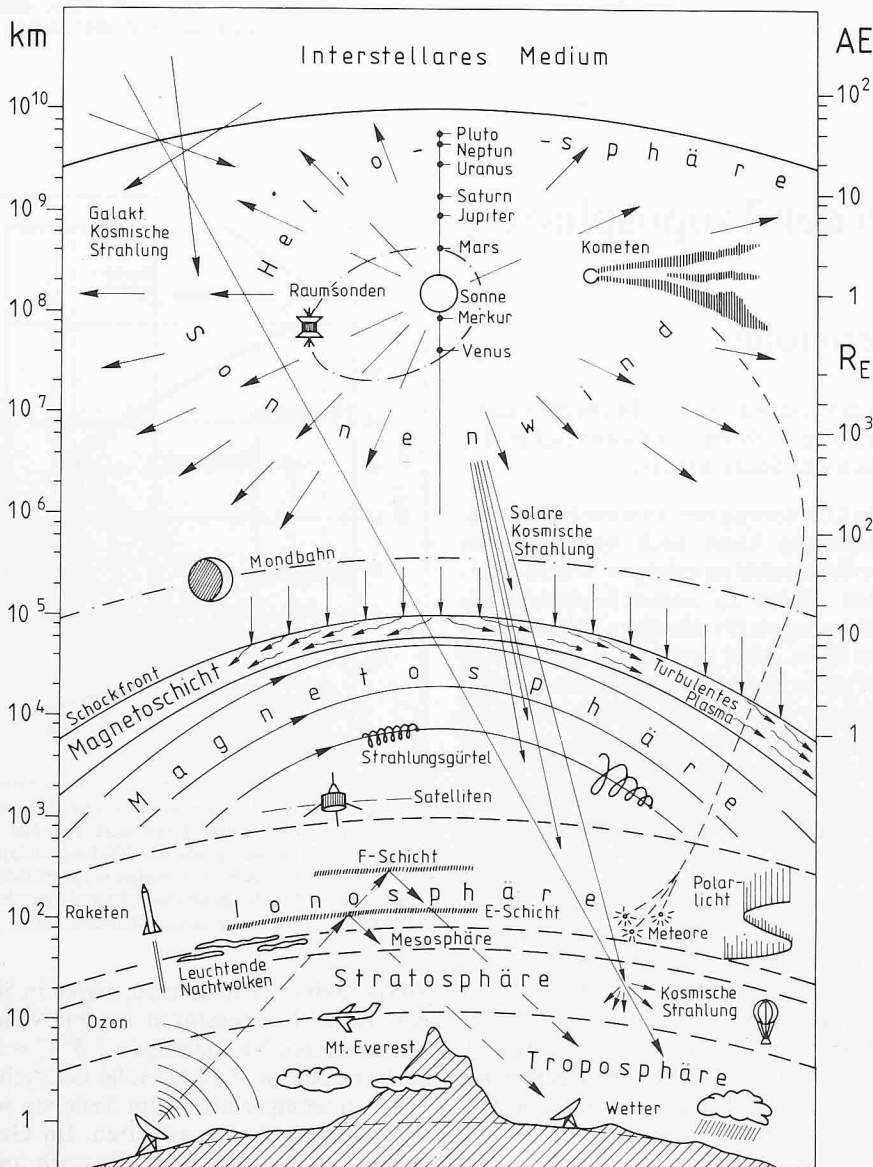 km
AE
Interstellares Medium
10¹⁰
10²
Pluto
Neptun
Uranus
Helio-
-sphäre
10⁹
10
Saturn
Jupiter
Galakt.
Kosmische
Strahlung
Mars
Kometen
10⁸
1
Raumsonden
Sonne
Merkur
Venus
Sonnenwind
R_E
10⁷
10³
10⁶
10²
Solare
Kosmische
Strahlung
Mondbahn
10⁵
10
Schockfront
Magnetoschicht
Turbulentes
Plasma
Magnetosphäre
10⁴
1
Strahlungsgürtel
10³
Satelliten
F-Schicht
Ionosphäre
Polar-
licht
Raketen
10²
E-Schicht
Meteore
Mesosphäre
Leuchtende
Nachtwolken
Stratosphäre
Kosmische
Strahlung
10
Ozon
Mt. Everest
Troposphäre
1
Wetter